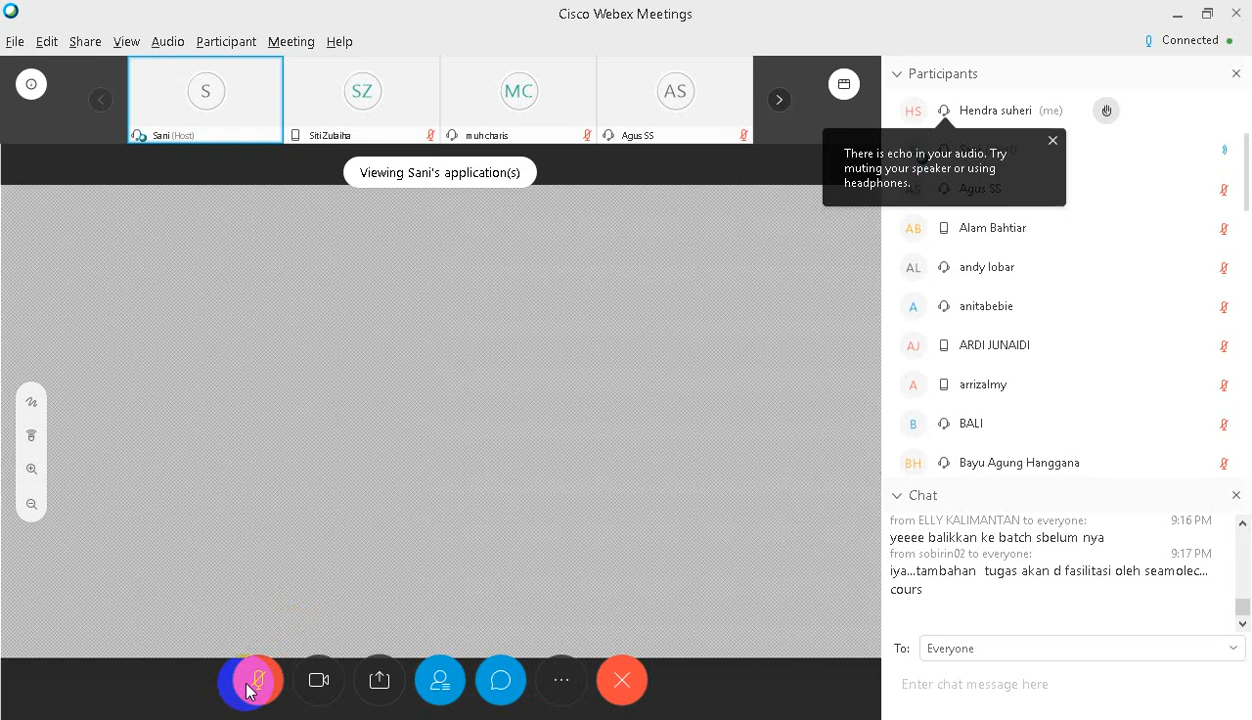 Cisco Webex Meetings
File Edit Share View Audio Participant Meeting Help
Connected
S
Sani (Host)
SZ
Siti Zulaiha
MC
muhcharis
AS
Agus SS
Viewing Sani's application(s)
Participants
HS Hendra suheri (me)
There is echo in your audio. Try
muting your speaker or using
headphones.
AS Agus SS
AB Alam Bahtiar
AL andy lobar
A anitabebie
AJ ARDI JUNAIDI
A arrizalmy
B BALI
BH Bayu Agung Hanggana
Chat
from ELLY KALIMANTAN to everyone: 9:16 PM
yeeee balikkan ke batch sbelum nya
from sobirin02 to everyone: 9:17 PM
iya...tambahan tugas akan d fasilitasi oleh seamolec...
cours
To: Everyone
Enter chat message here